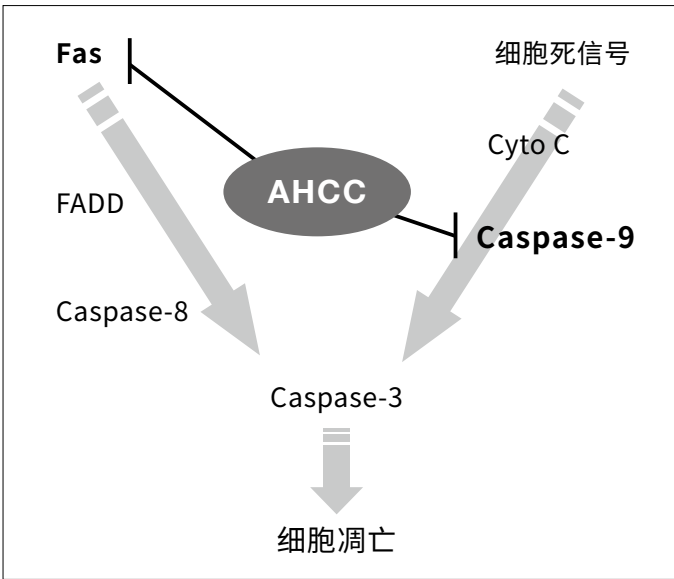 Fas
细胞死信号
Cyto C
AHCC
FADD
Caspase-9
Caspase-8
Caspase-3
细胞凋亡